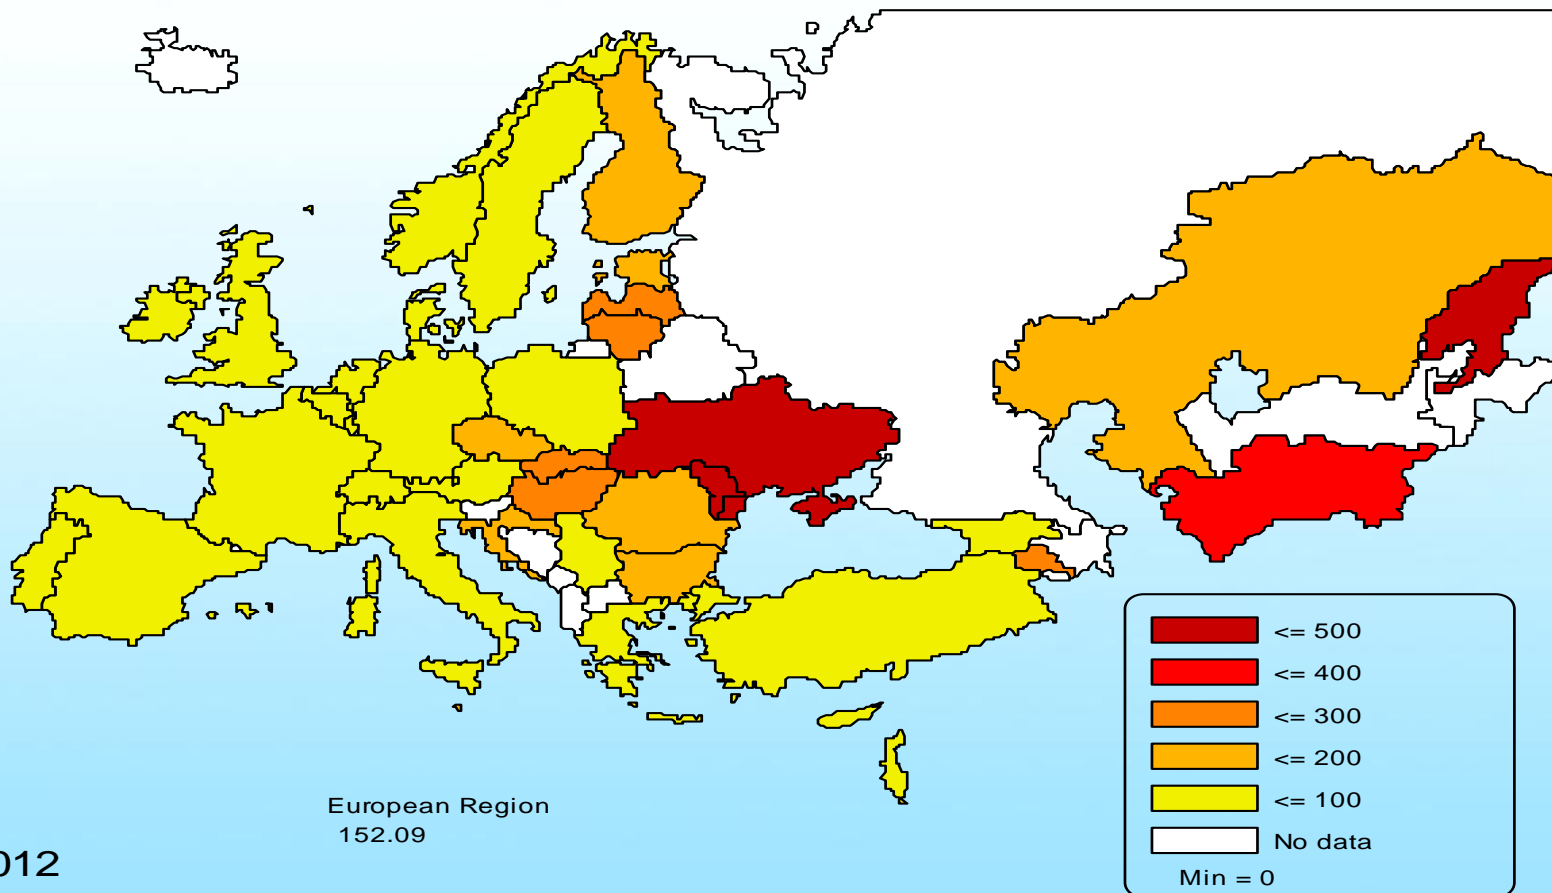 <= 500
<= 400
<= 300
<= 200
<= 100
No data
Min = 0
European Region
152.09
012